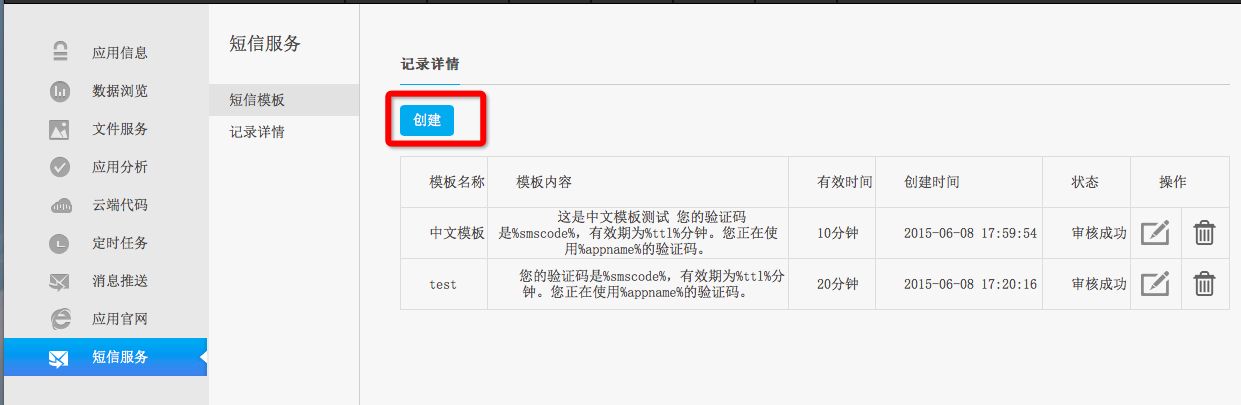 应用信息
数据浏览
文件服务
应用分析
云端代码
定时任务
消息推送
应用官网
短信服务
短信服务
短信模板
记录详情
记录详情
创建
模板名称 模板内容 有效时间 创建时间 状态 操作
中文模板
这是中文模板测试 您的验证码
是%smscode%，有效期为%ttl%分钟。您正在使
用%appname%的验证码。
10分钟 2015-06-08 17:59:54 审核成功
test
您的验证码是%smscode%，有效期为%ttl%分
钟。您正在使用%appname%的验证码。
20分钟 2015-06-08 17:20:16 审核成功